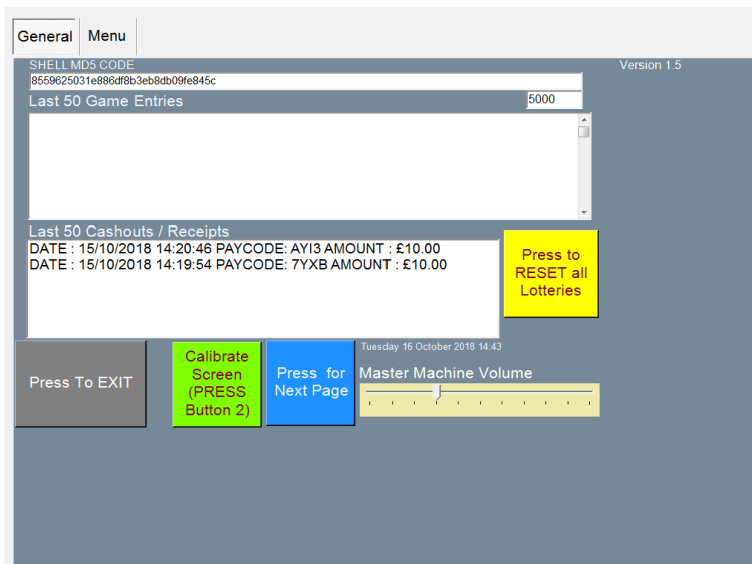 General Menu
SHELL MD5 CODE
Version 1.5
8559625031e886df8b3eb8db09fe845c
Last 50 Game Entries
5000
Last 50 Cashouts / Receipts
DATE : 15/10/2018 14:20:46 PAYCODE: AYI3 AMOUNT : £10.00
DATE : 15/10/2018 14:19:54 PAYCODE: 7YXB AMOUNT : £10.00
Press to
RESET all
Lotteries
Press To EXIT
Calibrate
Screen
(PRESS
Button 2)
Press for
Next Page
Tuesday 16 October 2018 14:43
Master Machine Volume